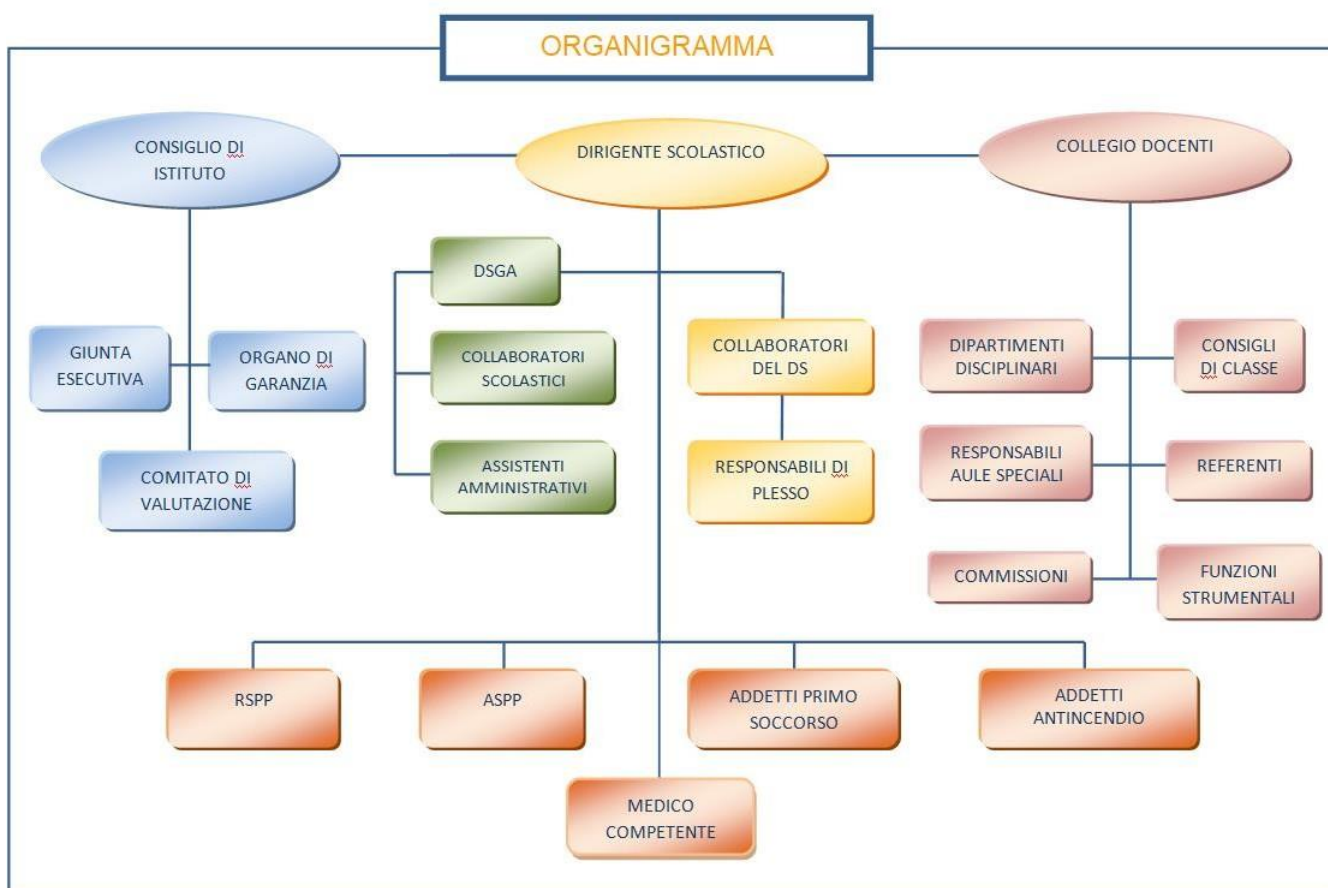 ORGANIGRAMMA
CONSIGLIO DI
ISTITUTO
DIRIGENTE SCOLASTICO
COLLEGIO DOCENTI
DSGA
GIUNTA
ESECUTIVA
ORGANO DI
GARANZIA
COMITATO DI
VALUTAZIONE
COLLABORATORI
SCOLASTICI
ASSISTENTI
AMMINISTRATIVI
COLLABORATORI
DEL DS
RESPONSABILI DI
PLESSO
DIPARTIMENTI
DISCIPLINARI
CONSIGLI
DI CLASSE
RESPONSABILI
AULE SPECIALI
REFERENTI
COMMISSIONI
FUNZIONI
STRUMENTALI
RSPP
ASPP
ADDETTI PRIMO
SOCCORSO
ADDETTI
ANTINCENDIO
MEDICO
COMPETENTE